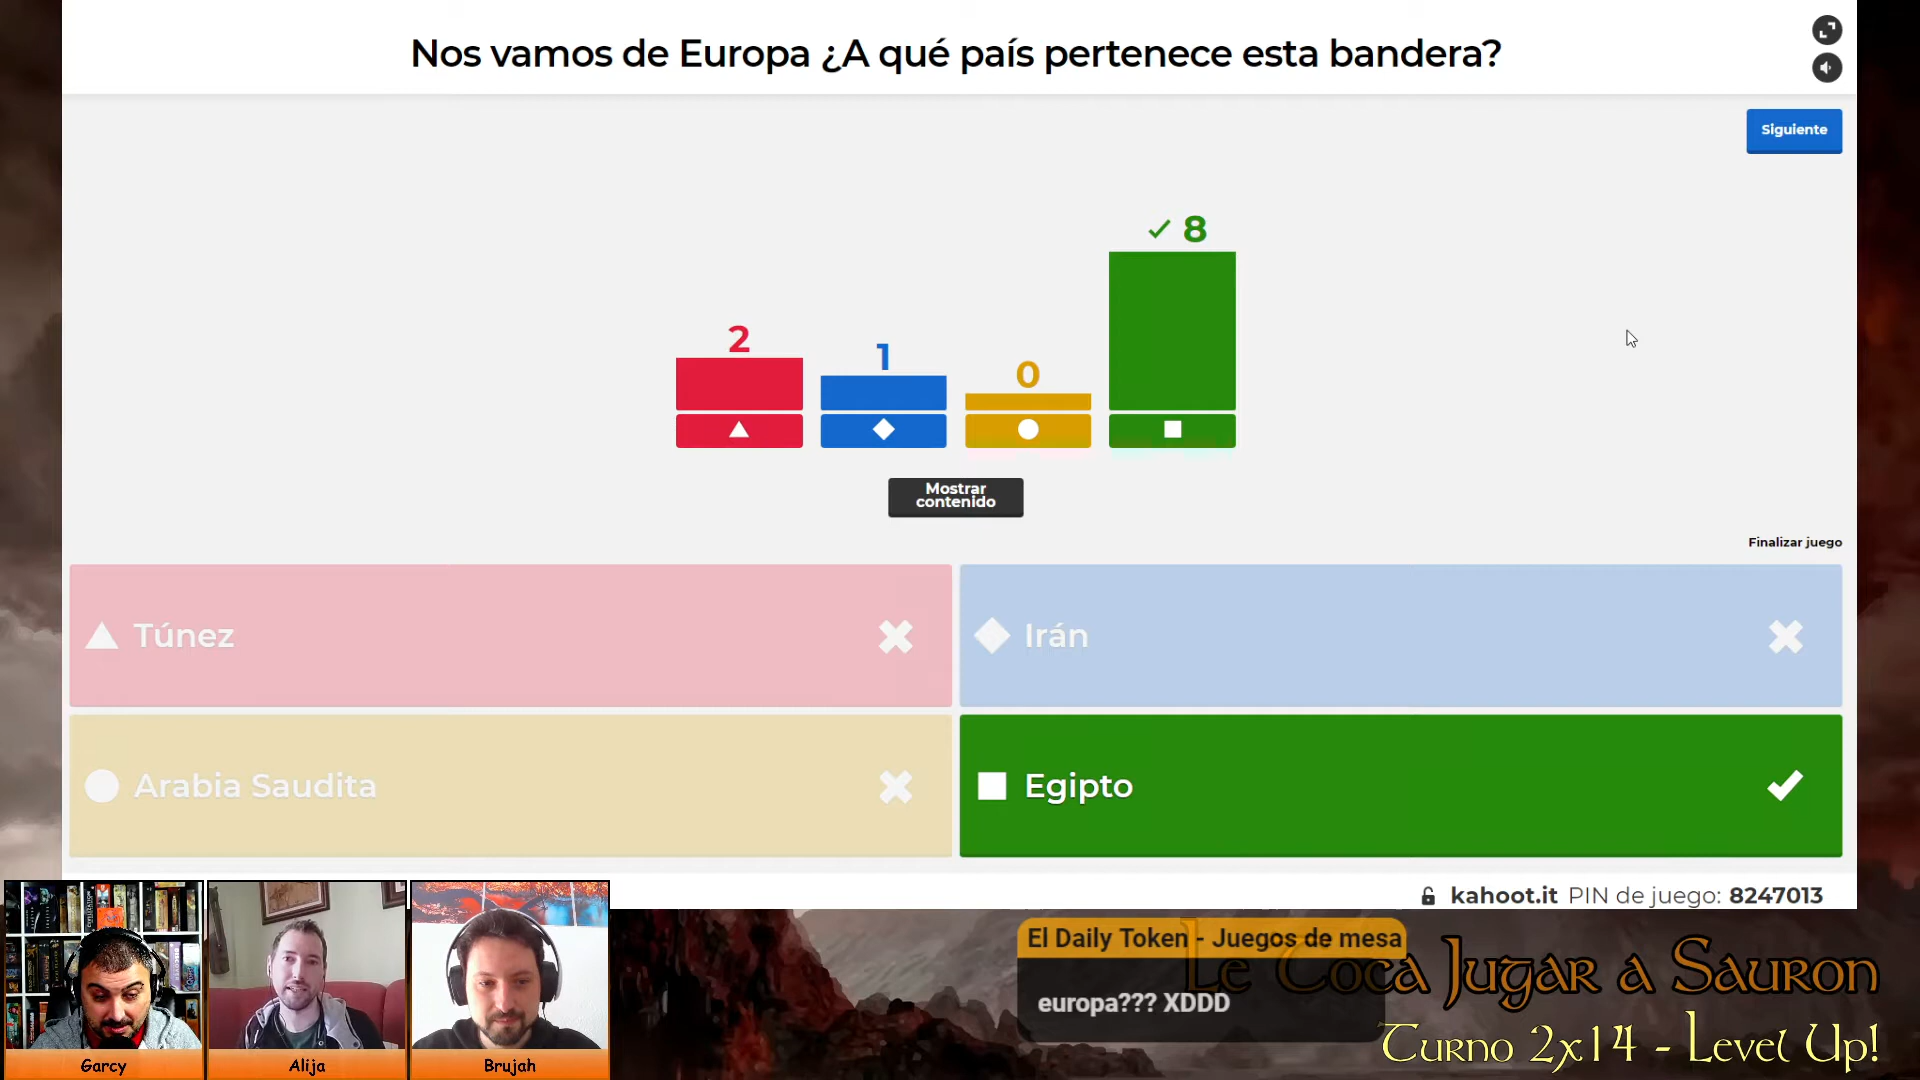 Nos vamos de Europa ¿A qué país pertenece esta bandera?
Siguiente
8
2
1
0
Mostrar
contenido
Finalizar juego
Túnez
Irán
Arabia Saudita
Egipto
kahoot.it PIN de juego: 8247013
El Daily Token - Juegos de mesa
europa??? XDDD
Le Toca Jugar a Sauron
Turno 2x14 - Level Up!
Garcy
Alija
Brujah